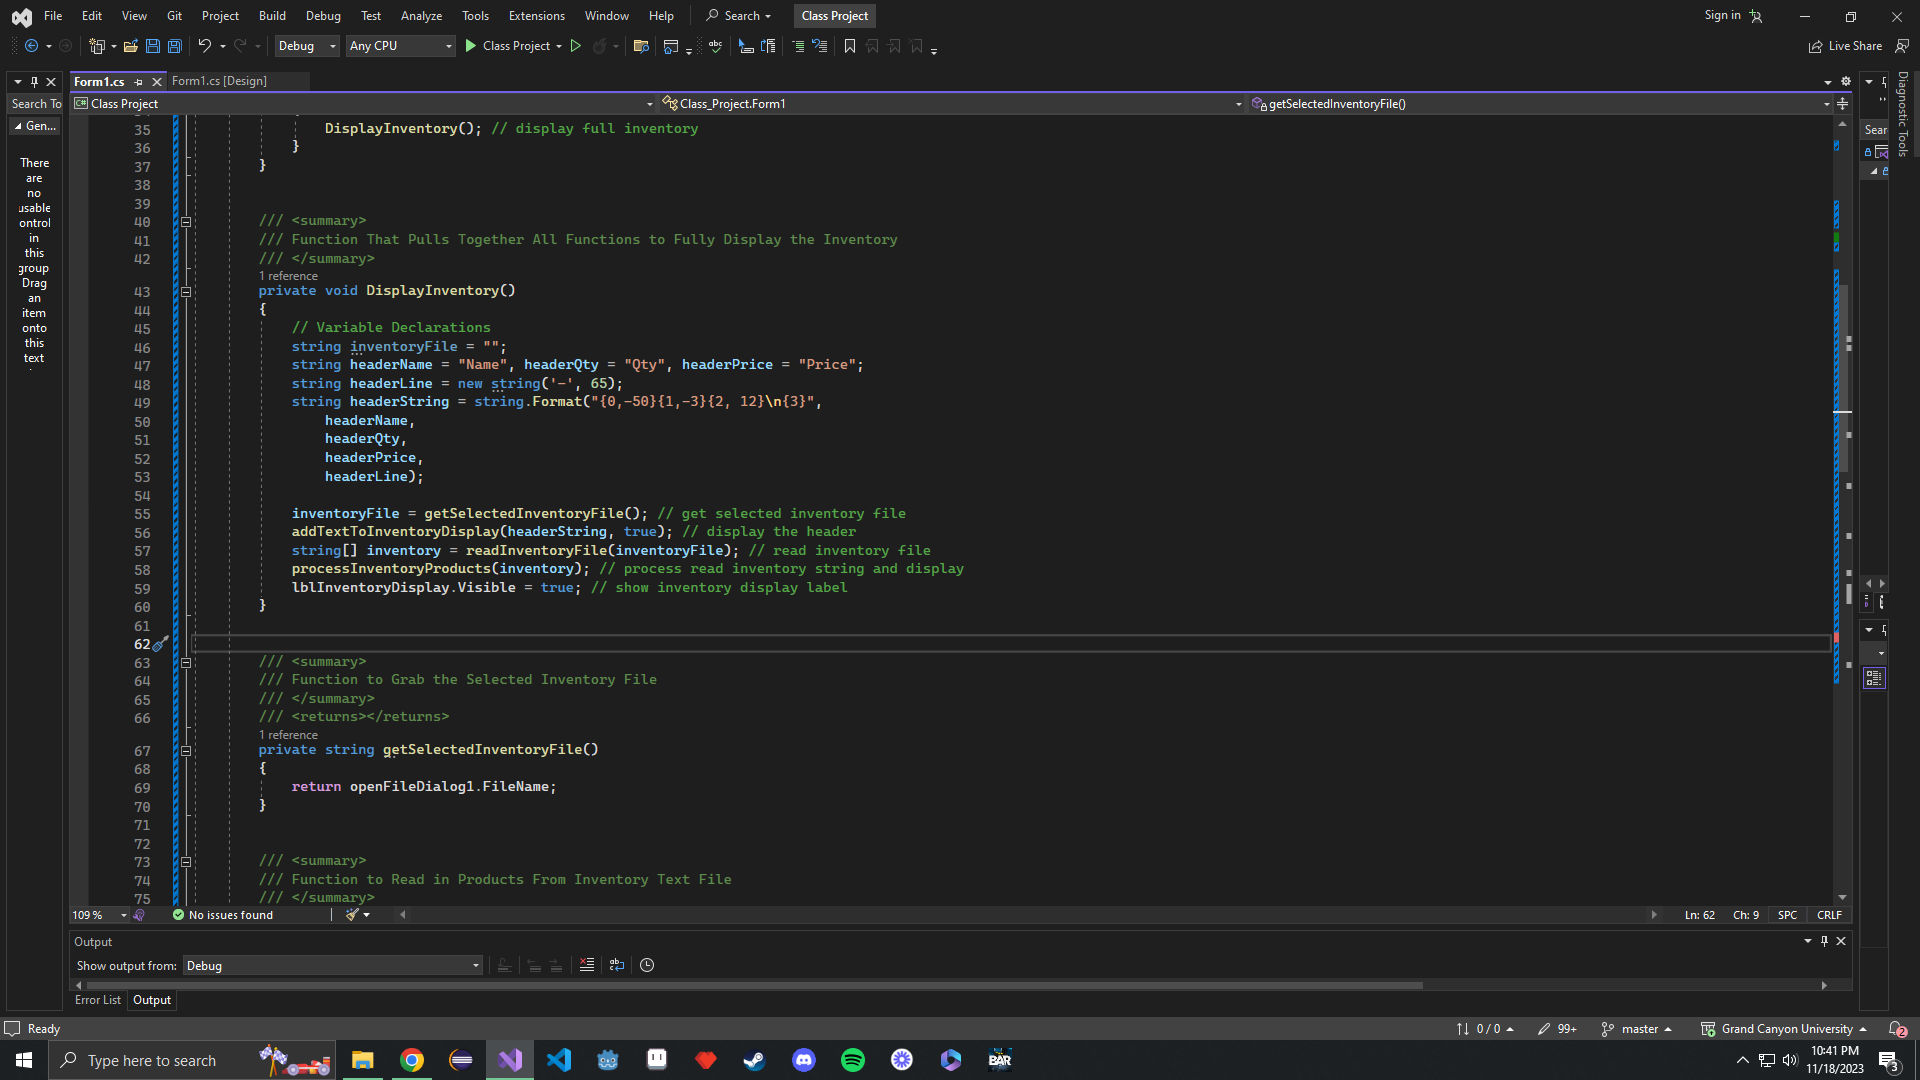 File Edit View Git Project Build Debug Test Analyze Tools Extensions Window Help Search Class Project Sign in
Debug Any CPU Class Project Live Share
Form1.cs Form1.cs [Design]
Search To
Class Project Class_Project.Form1 getSelectedInventoryFile()
Gen...
There are no usable ontrol in this group Drag an item onto this text
Sear
Diagnostic Tools
35 DisplayInventory(); // display full inventory
36 }
37 }
38
39
40 /// <summary>
41 /// Function That Pulls Together All Functions to Fully Display the Inventory
42 /// </summary>
1 reference
43 private void DisplayInventory()
44 {
45 // Variable Declarations
46 string inventoryFile = "";
47 string headerName = "Name", headerQty = "Qty", headerPrice = "Price";
48 string headerLine = new string('-', 65);
49 string headerString = string.Format("{0,-50}{1,-3}{2, 12}\n{3}",
50 headerName,
51 headerQty,
52 headerPrice,
53 headerLine);
54
55 inventoryFile = getSelectedInventoryFile(); // get selected inventory file
56 addTextToInventoryDisplay(headerString, true); // display the header
57 string[] inventory = readInventoryFile(inventoryFile); // read inventory file
58 processInventoryProducts(inventory); // process read inventory string and display
59 lblInventoryDisplay.Visible = true; // show inventory display label
60 }
61
62
63 /// <summary>
64 /// Function to Grab the Selected Inventory File
65 /// </summary>
66 /// <returns></returns>
1 reference
67 private string getSelectedInventoryFile()
68 {
69 return openFileDialog1.FileName;
70 }
71
72
73 /// <summary>
74 /// Function to Read in Products From Inventory Text File
75 /// </summary>
109 % No issues found Ln: 62 Ch: 9 SPC CRLF
Output
Show output from: Debug
Error List Output
Ready 0 / 0 99+ master Grand Canyon University 2
Type here to search BAR 10:41 PM
11/18/2023 3